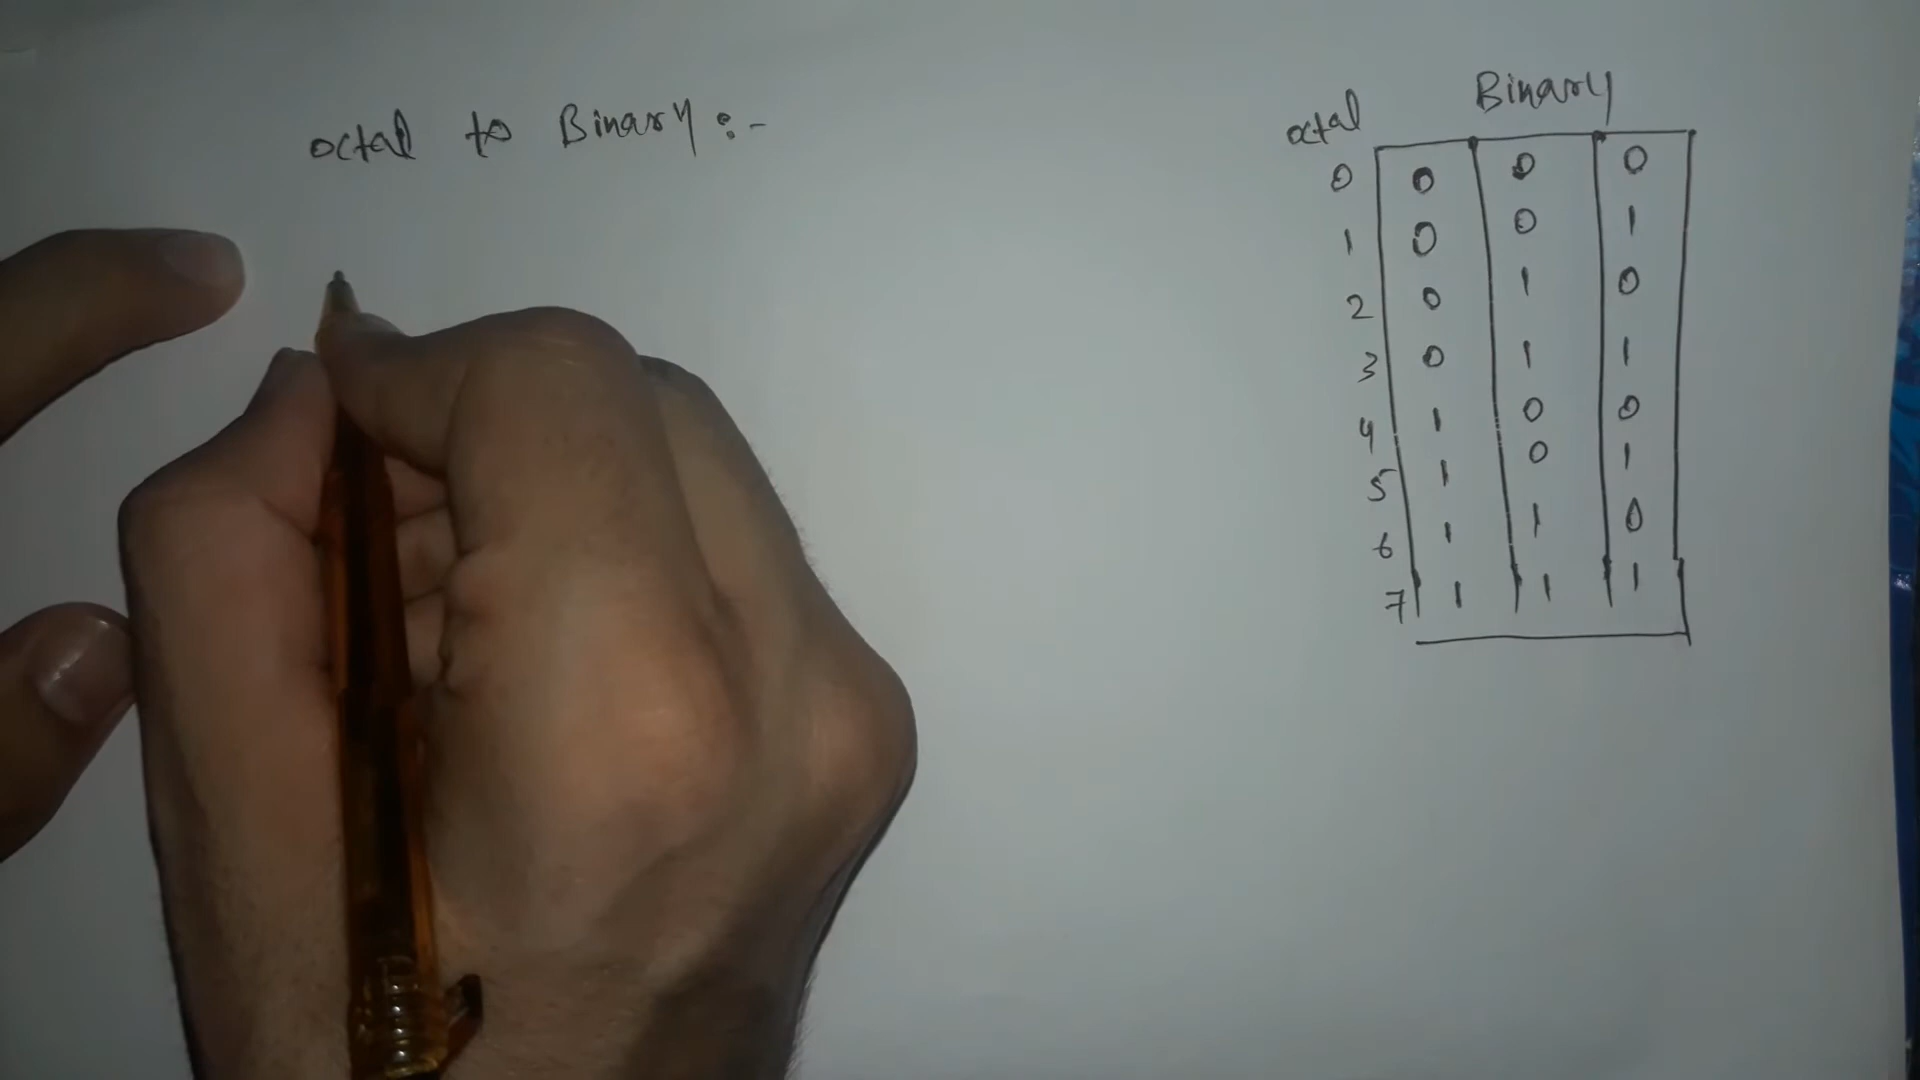 octal to Binary :-
octal Binary
0 0 0 0
1 0 0 1
2 0 1 0
3 0 1 1
4 1 0 0
5 1 0 1
6 1 1 0
7 1 1 1